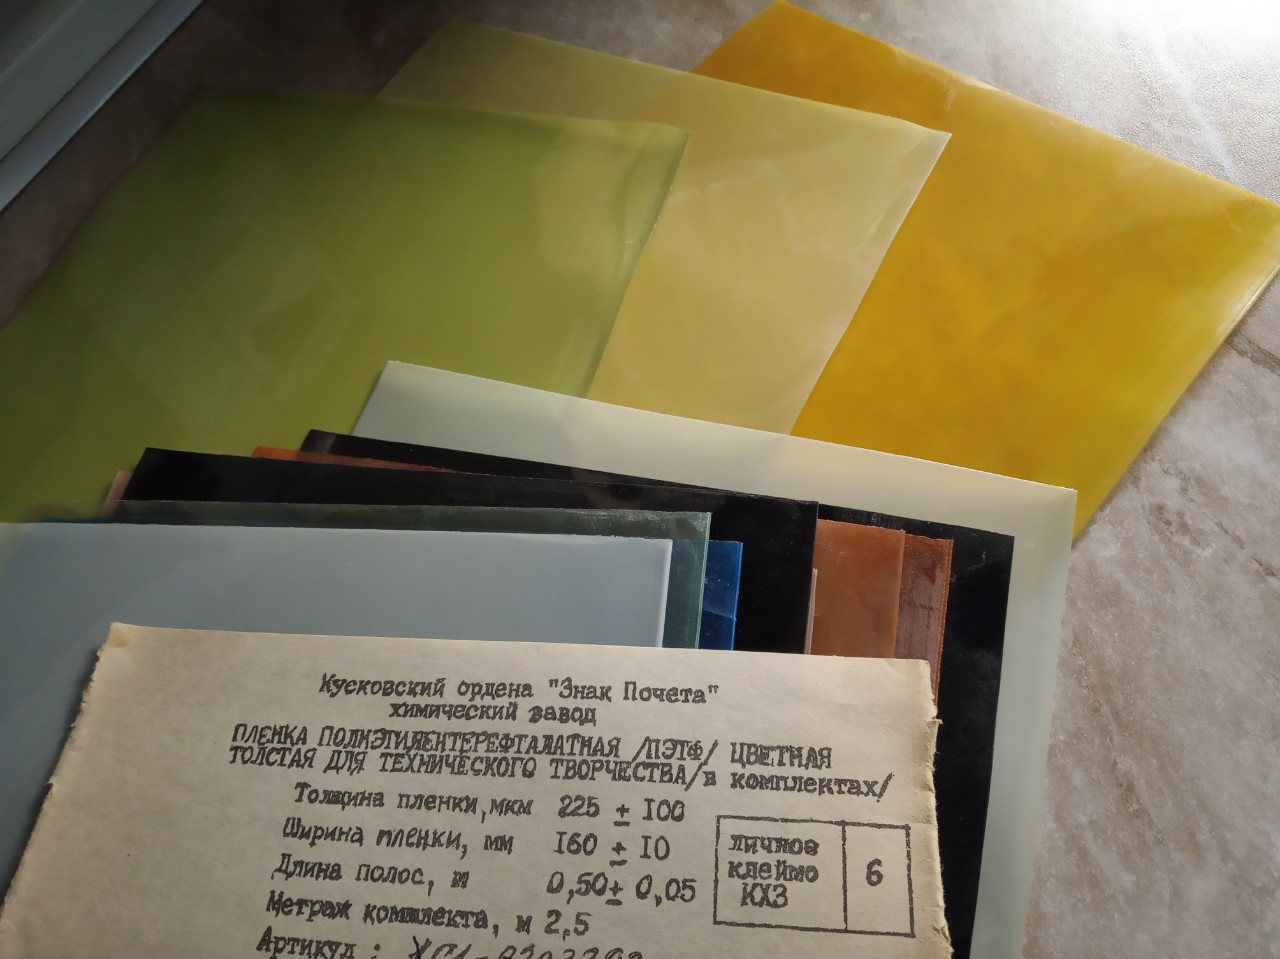 Кусковский ордена "Знак Почета"
химический завод
ПЛЕНКА ПОЛИЭТИЛЕНТЕРЕФТАЛАТНАЯ /ПЭТФ/ ЦВЕТНАЯ
ТОЛСТАЯ ДЛЯ ТЕХНИЧЕСКОГО ТВОРЧЕСТВА/в комплектах/
Толщина пленки,мкм 225 ± I00
Ширина пленки, мм I60 ± I0
Длина полос, м 0,50± 0,05
Метраж комплекта, м 2,5
Артикул :
личное
клеймо
КХЗ
6